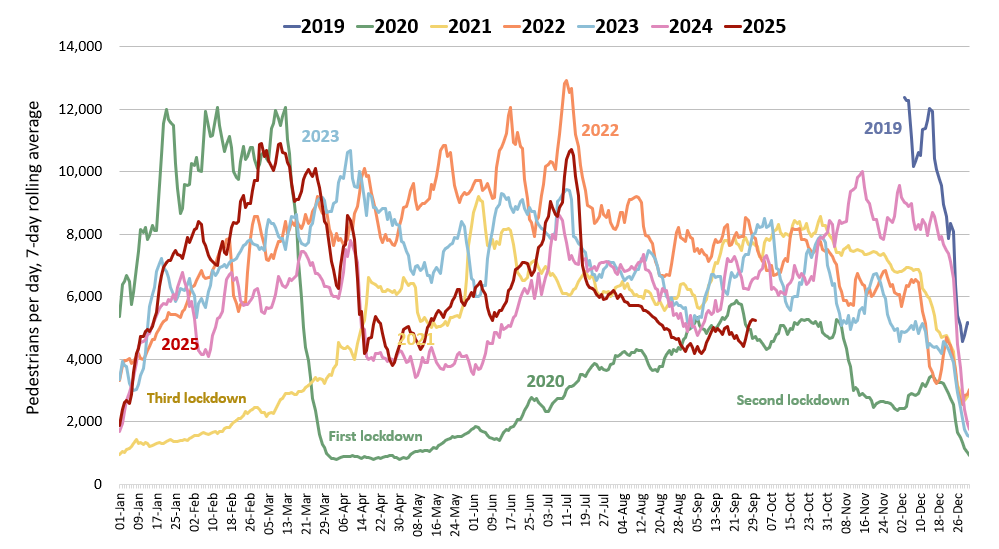 2019 2020 2021 2022 2023 2024 2025
Pedestrians per day, 7-day rolling average
14,000
12,000
10,000
8,000
6,000
4,000
2,000
0
2023
2022
2019
2025
2021
2020
Third lockdown
First lockdown
Second lockdown
01-Jan 09-Jan 17-Jan 25-Jan 02-Feb 10-Feb 18-Feb 26-Feb 05-Mar 13-Mar 21-Mar 29-Mar 06-Apr 14-Apr 22-Apr 30-Apr 08-May 16-May 24-May 01-Jun 09-Jun 17-Jun 25-Jun 03-Jul 11-Jul 19-Jul 27-Jul 04-Aug 12-Aug 20-Aug 28-Aug 05-Sep 13-Sep 21-Sep 29-Sep 07-Oct 15-Oct 23-Oct 31-Oct 08-Nov 16-Nov 24-Nov 02-Dec 10-Dec 18-Dec 26-Dec